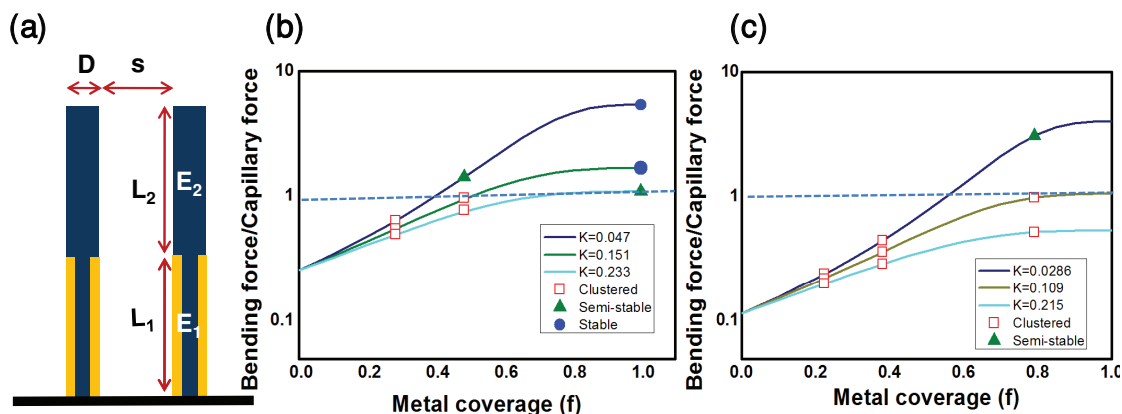 (a)
D
s
L2
E2
L1
E1
(b)
Bending force/Capillary force
10
1
0.1
K=0.047
K=0.151
K=0.233
Clustered
Semi-stable
Stable
0.0 0.2 0.4 0.6 0.8 1.0
Metal coverage (f)
(c)
Bending force/Capillary force
10
1
0.1
K=0.0286
K=0.109
K=0.215
Clustered
Semi-stable
0.0 0.2 0.4 0.6 0.8 1.0
Metal coverage (f)